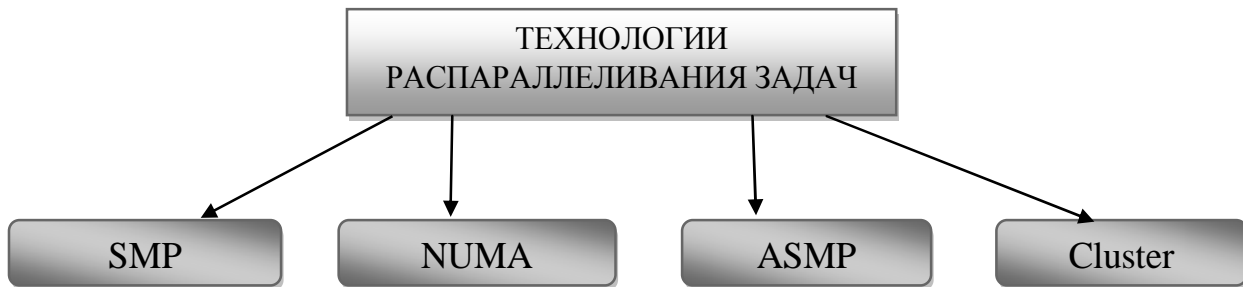 ТЕХНОЛОГИИ
РАСПАРАЛЛЕЛИВАНИЯ ЗАДАЧ
SMP
NUMA
ASMP
Cluster